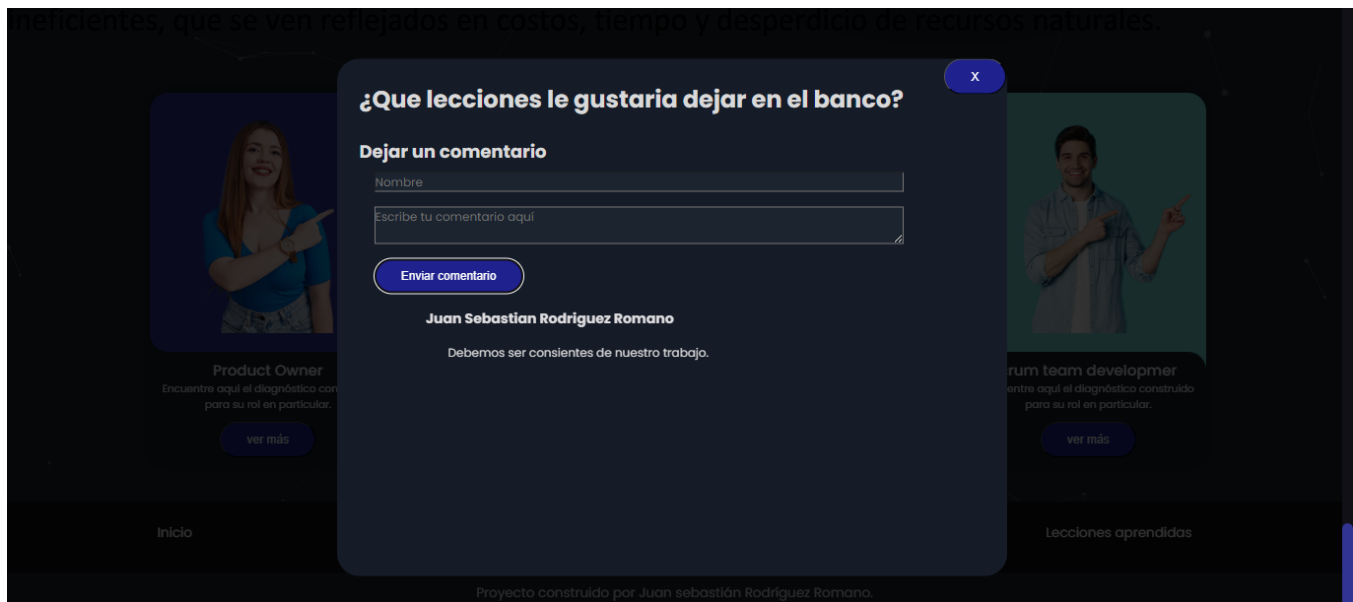 ineficientes, que se ven reflejados en costos, tiempo y desperdicio de recursos naturales.
X
¿Que lecciones le gustaria dejar en el banco?
Dejar un comentario
Nombre
Escribe tu comentario aquí
Enviar comentario
Juan Sebastian Rodriguez Romano
Debemos ser consientes de nuestro trabajo.
Product Owner
Encuentre aquí el diagnóstico con
para su rol en particular.
ver más
rum team developmer
entre aquí el diagnóstico construido
para su rol en particular.
ver más
Inicio
Lecciones aprendidas
Proyecto construido por Juan sebastián Rodríguez Romano.